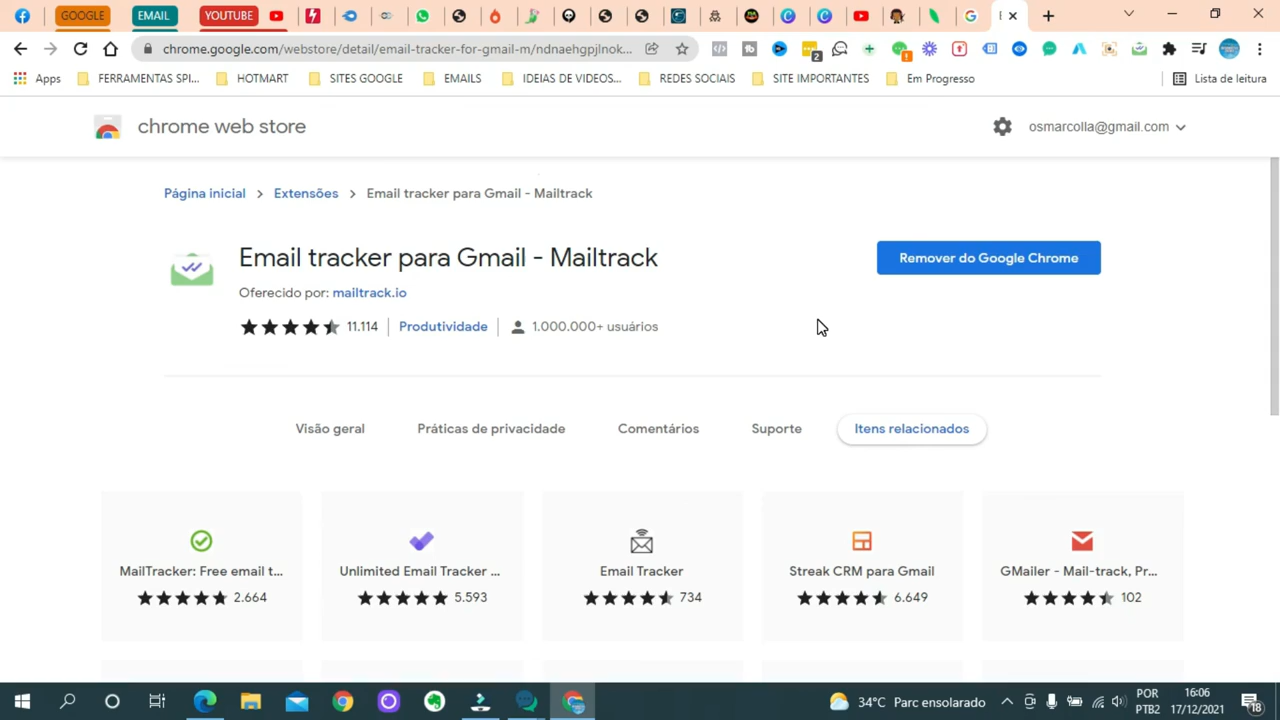 GOOGLE EMAIL YOUTUBE
chrome.google.com/webstore/detail/email-tracker-for-gmail-m/ndnaehgpjlnokgebbaldlmgkapkpjkkb...
Apps FERRAMENTAS SPI... HOTMART SITES GOOGLE EMAILS IDEIAS DE VIDEOS... REDES SOCIAIS SITE IMPORTANTES Em Progresso Lista de leitura
chrome web store osmarcolla@gmail.com
Página inicial > Extensões > Email tracker para Gmail - Mailtrack
Email tracker para Gmail - Mailtrack
Remover do Google Chrome
Oferecido por: mailtrack.io
11.114 Produtividade 1.000.000+ usuários
Visão geral Práticas de privacidade Comentários Suporte Itens relacionados
MailTracker: Free email t... Unlimited Email Tracker ... Email Tracker Streak CRM para Gmail GMailer - Mail-track, Pr...
2.664 5.593 734 6.649 102
34°C Parc ensolarado
POR
PTB2
16:06
17/12/2021
18